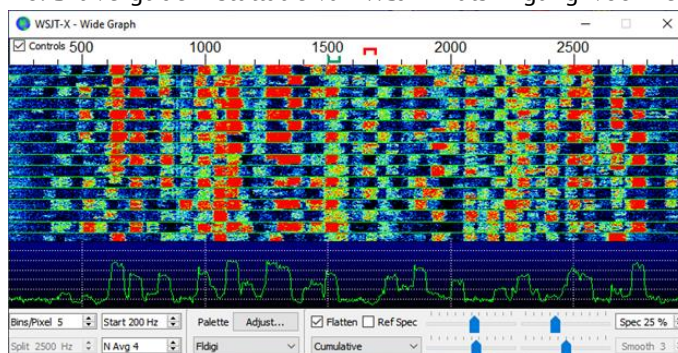 WSJT-X - Wide Graph
Controls 500 1000 1500 2000 2500
Bins/Pixel 5 Start 200 Hz Palette Adjust... Flatten Ref Spec Spec 25 %
Split 2500 Hz N Avg 4 Fldigi Cumulative Smooth 3